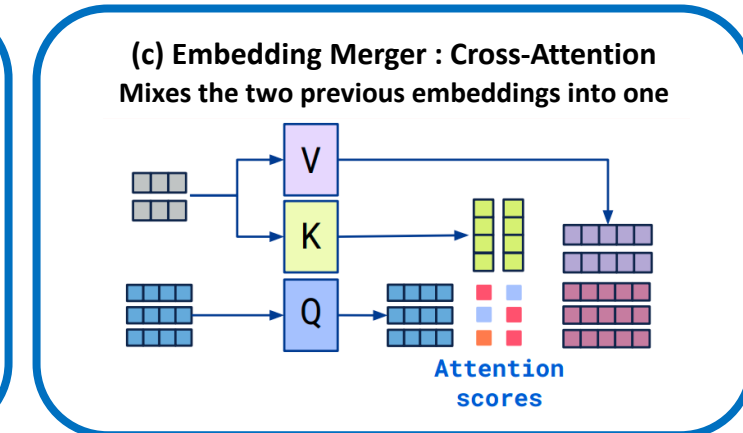 (c) Embedding Merger : Cross-Attention
Mixes the two previous embeddings into one
V
K
Q
Attention
scores